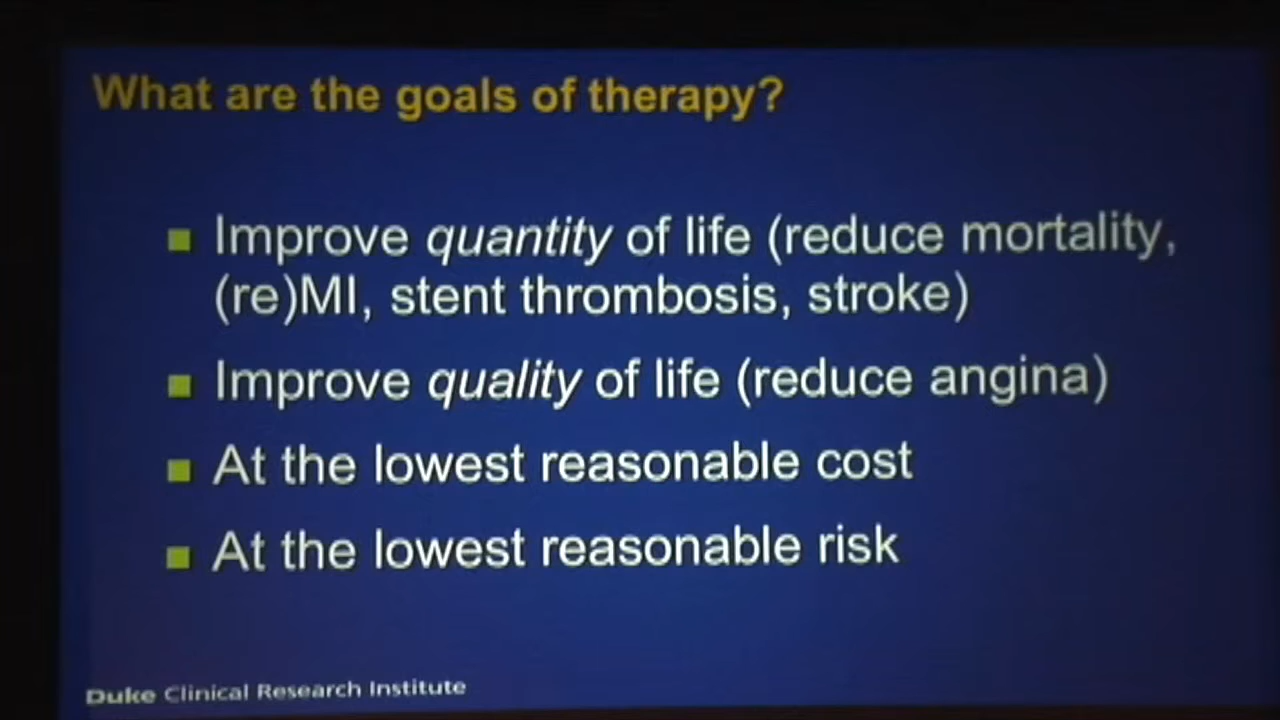 What are the goals of therapy?
Improve quantity of life (reduce mortality,
(re)MI, stent thrombosis, stroke)
Improve quality of life (reduce angina)
At the lowest reasonable cost
At the lowest reasonable risk
Duke Clinical Research Institute